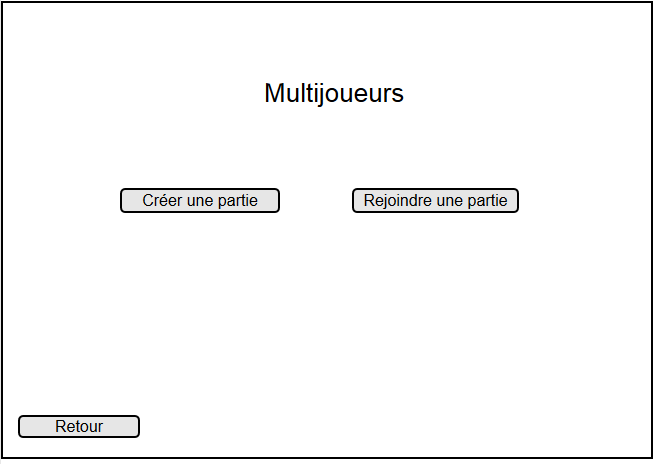 Multijoueurs
Créer une partie
Rejoindre une partie
Retour